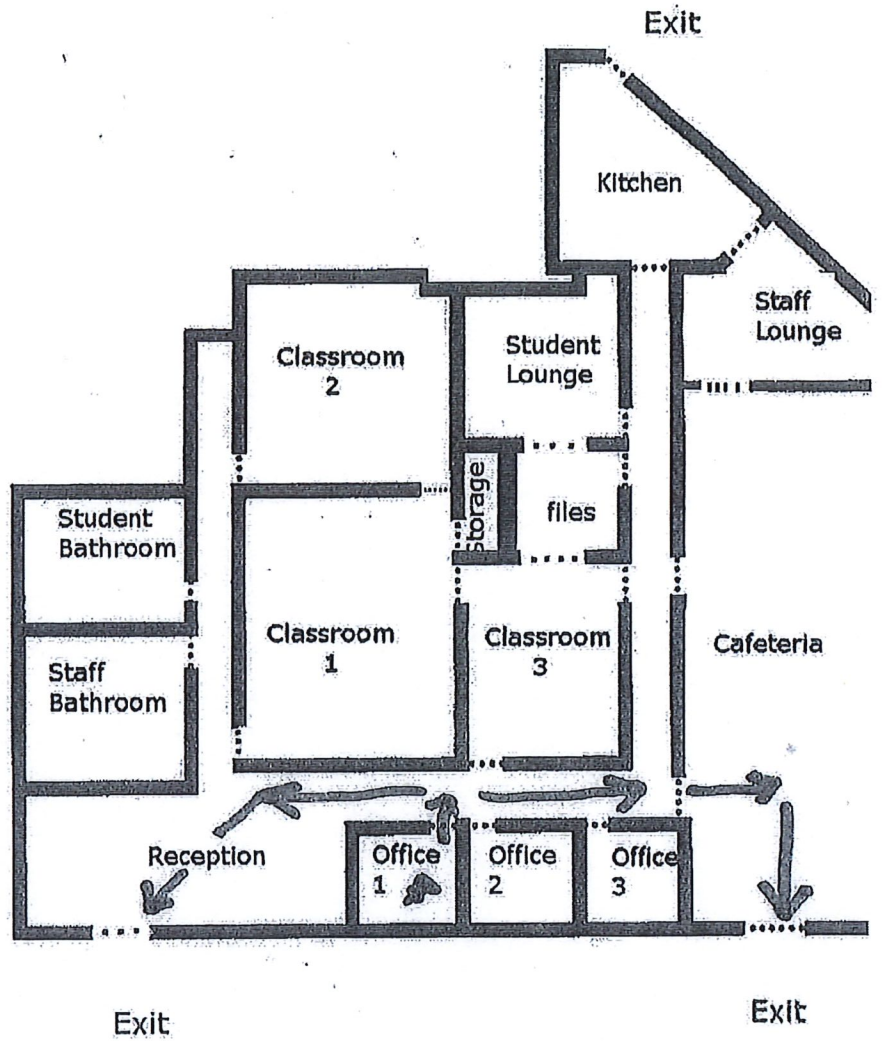 Exit
Kitchen
Staff
Lounge
Student
Lounge
Classroom
2
Storage
files
Student
Bathroom
Classroom
1
Classroom
3
Cafeteria
Staff
Bathroom
Reception
Office
1
Office
2
Office
3
Exit
Exit